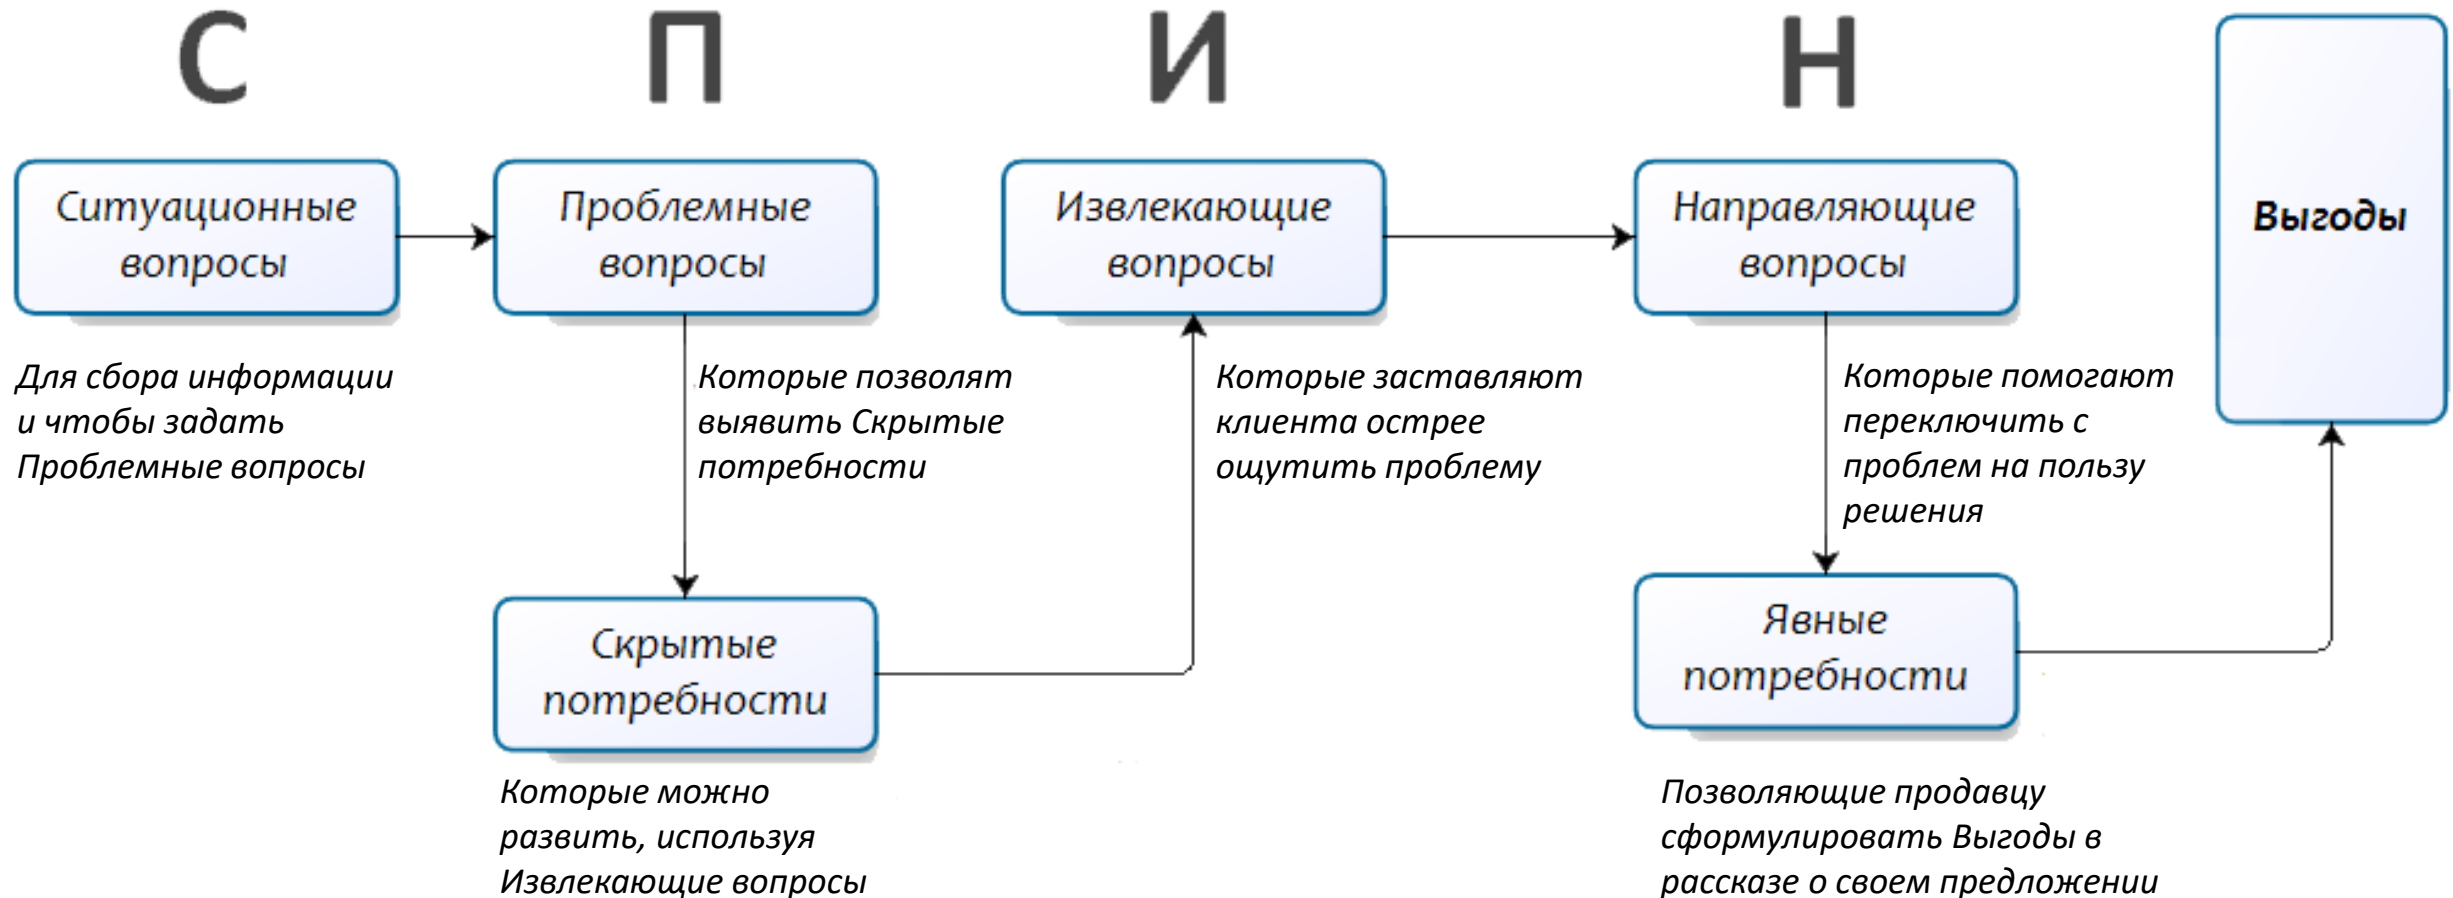 С
П
И
Н
Ситуационные
вопросы
Проблемные
вопросы
Извлекающие
вопросы
Направляющие
вопросы
Выгоды
Для сбора информации
и чтобы задать
Проблемные вопросы
Которые позволят
выявить Скрытые
потребности
Которые заставляют
клиента острее
ощутить проблему
Которые помогают
переключить с
проблем на пользу
решения
Скрытые
потребности
Явные
потребности
Которые можно
развить, используя
Извлекающие вопросы
Позволяющие продавцу
сформулировать Выгоды в
рассказе о своем предложении